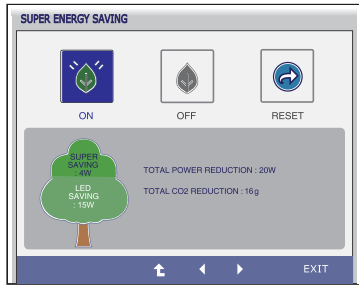 SUPER ENERGY SAVING
ON
OFF
RESET
SUPER
SAVING
: 4W
LED
SAVING
: 15W
TOTAL POWER REDUCTION : 20W
TOTAL CO2 REDUCTION : 16g
EXIT